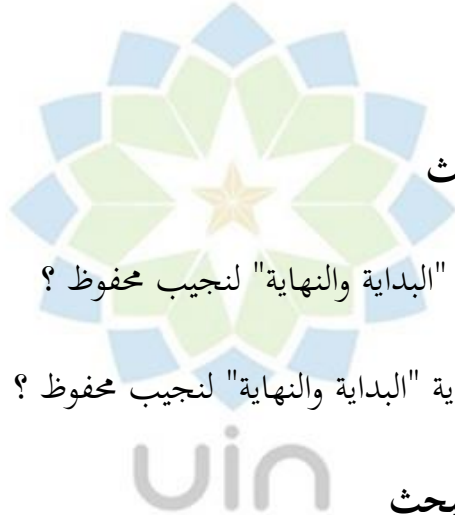 ث
"البداية والنهاية" لنجيب محفوظ ؟
ية "البداية والنهاية" لنجيب محفوظ ؟
uin
بحث